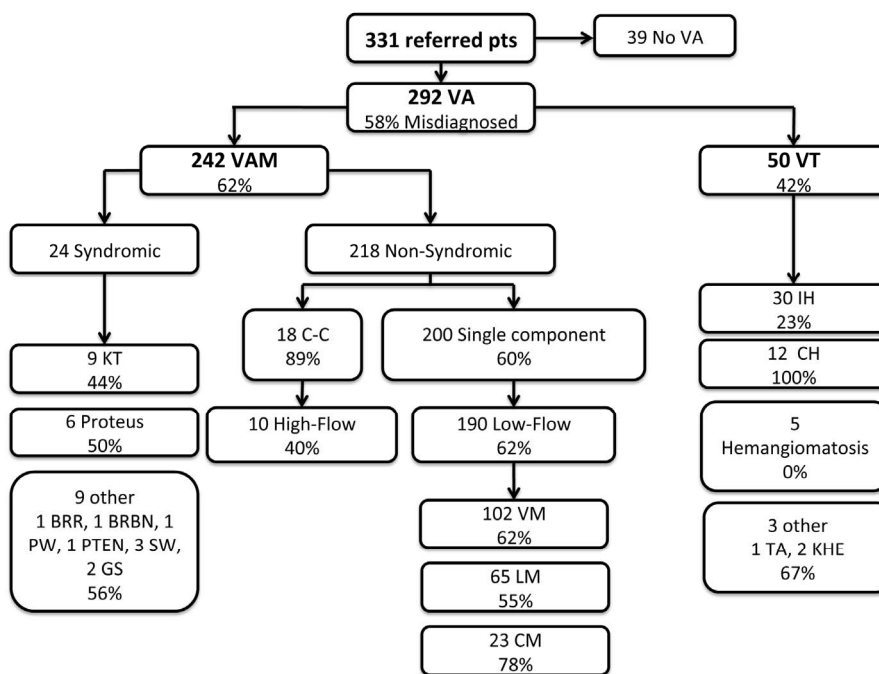 331 referred pts
39 No VA
292 VA
58% Misdiagnosed
242 VAM
62%
50 VT
42%
24 Syndromic
218 Non-Syndromic
18 C-C
89%
200 Single component
60%
30 IH
23%
9 KT
44%
12 CH
100%
6 Proteus
50%
10 High-Flow
40%
190 Low-Flow
62%
5
Hemangiomatosis
0%
9 other
1 BRR, 1 BRBN, 1
PW, 1 PTEN, 3 SW,
2 GS
56%
102 VM
62%
3 other
1 TA, 2 KHE
67%
65 LM
55%
23 CM
78%